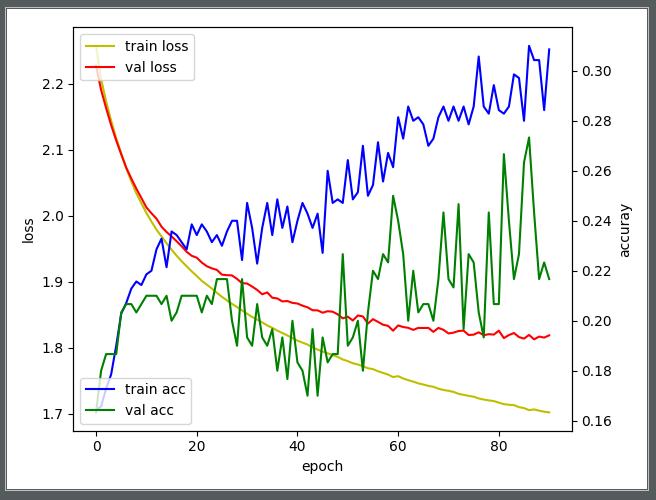 train loss
val loss
train acc
val acc
2.2
2.1
2.0
1.9
1.8
1.7
loss
0.30
0.28
0.26
0.24
0.22
0.20
0.18
0.16
accuray
0 20 40 60 80
epoch